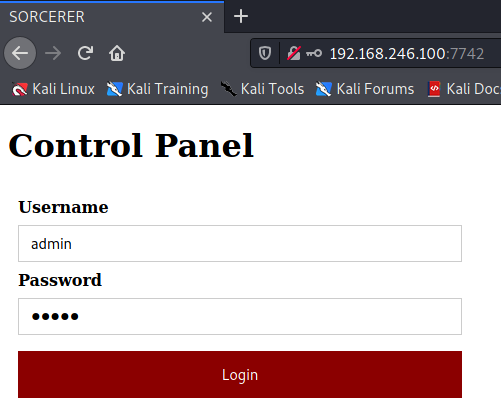 SORCERER
192.168.246.100:7742
Kali Linux Kali Training Kali Tools Kali Forums Kali Docs
Control Panel
Username
admin
Password
•••••
Login